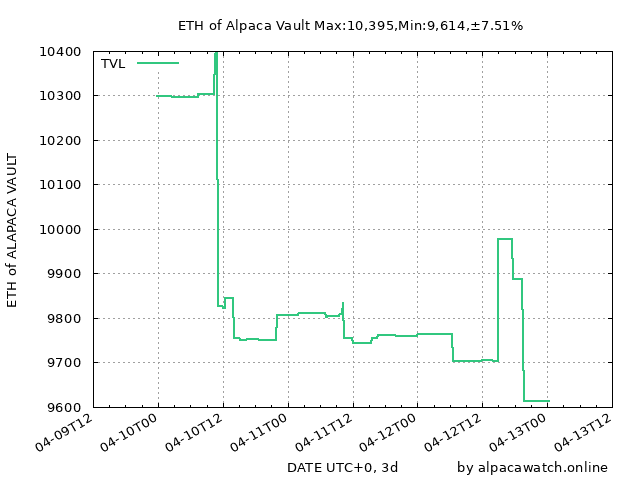 ETH of Alpaca Vault Max:10,395,Min:9,614,±7.51%
TVL
10400
10300
10200
10100
10000
9900
9800
9700
9600
ETH of ALAPACA VAULT
04-09T12
04-10T00
04-10T12
04-11T00
04-11T12
04-12T00
04-12T12
04-13T00
04-13T12
DATE UTC+0, 3d
by alpacawatch.online